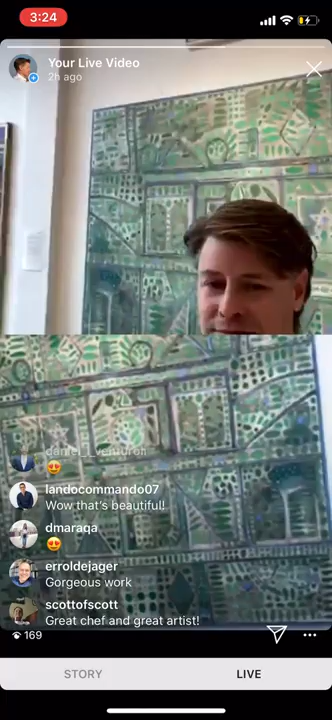 3:24
Your Live Video
2h ago
landocommando07
Wow that's beautiful!
dmaraqa
😍
erroldejager
Gorgeous work
scottofscott
Great chef and great artist!
169
STORY
LIVE